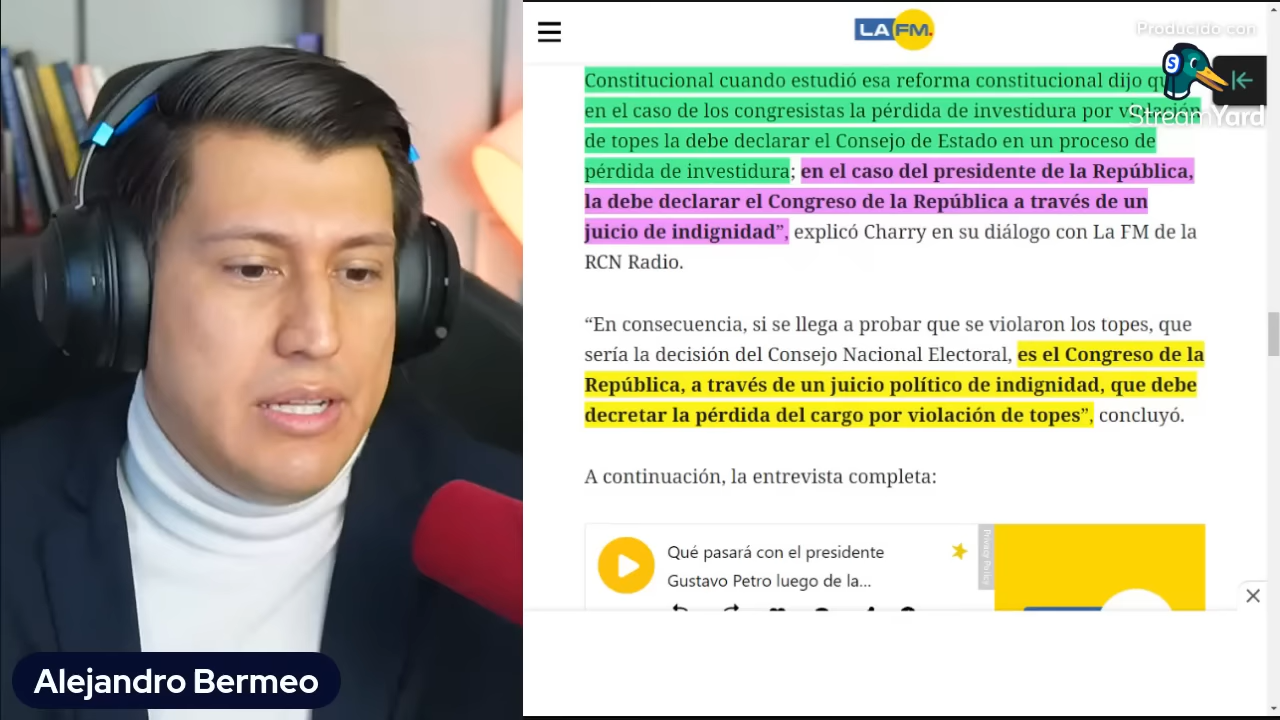 LA FM.
Producido con
StreamYard
Constitucional cuando estudió esa reforma constitucional dijo
en el caso de los congresistas la pérdida de investidura por violación
de topes la debe declarar el Consejo de Estado en un proceso de
pérdida de investidura; en el caso del presidente de la República,
la debe declarar el Congreso de la República a través de un
juicio de indignidad”, explicó Charry en su diálogo con La FM de la
RCN Radio.
“En consecuencia, si se llega a probar que se violaron los topes, que
sería la decisión del Consejo Nacional Electoral, es el Congreso de la
República, a través de un juicio político de indignidad, que debe
decretar la pérdida del cargo por violación de topes”, concluyó.
A continuación, la entrevista completa:
Qué pasará con el presidente
Gustavo Petro luego de la...
Privacy Policy
Alejandro Bermeo